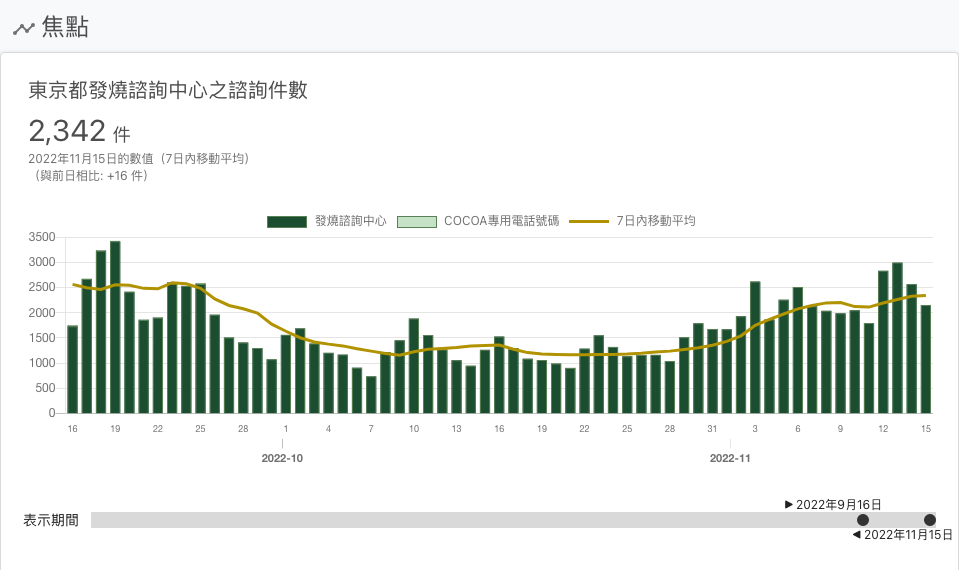 焦點
東京都發燒諮詢中心之諮詢件數
2,342 件
2022年11月15日的數值（7日內移動平均）
（與前日相比: +16 件）
發燒諮詢中心 COCOA專用電話號碼 7日內移動平均
3500
3000
2500
2000
1500
1000
500
0
16 19 22 25 28 1 4 7 10 13 16 19 22 25 28 31 3 6 9 12 15
2022-10 2022-11
2022年9月16日
表示期間
2022年11月15日